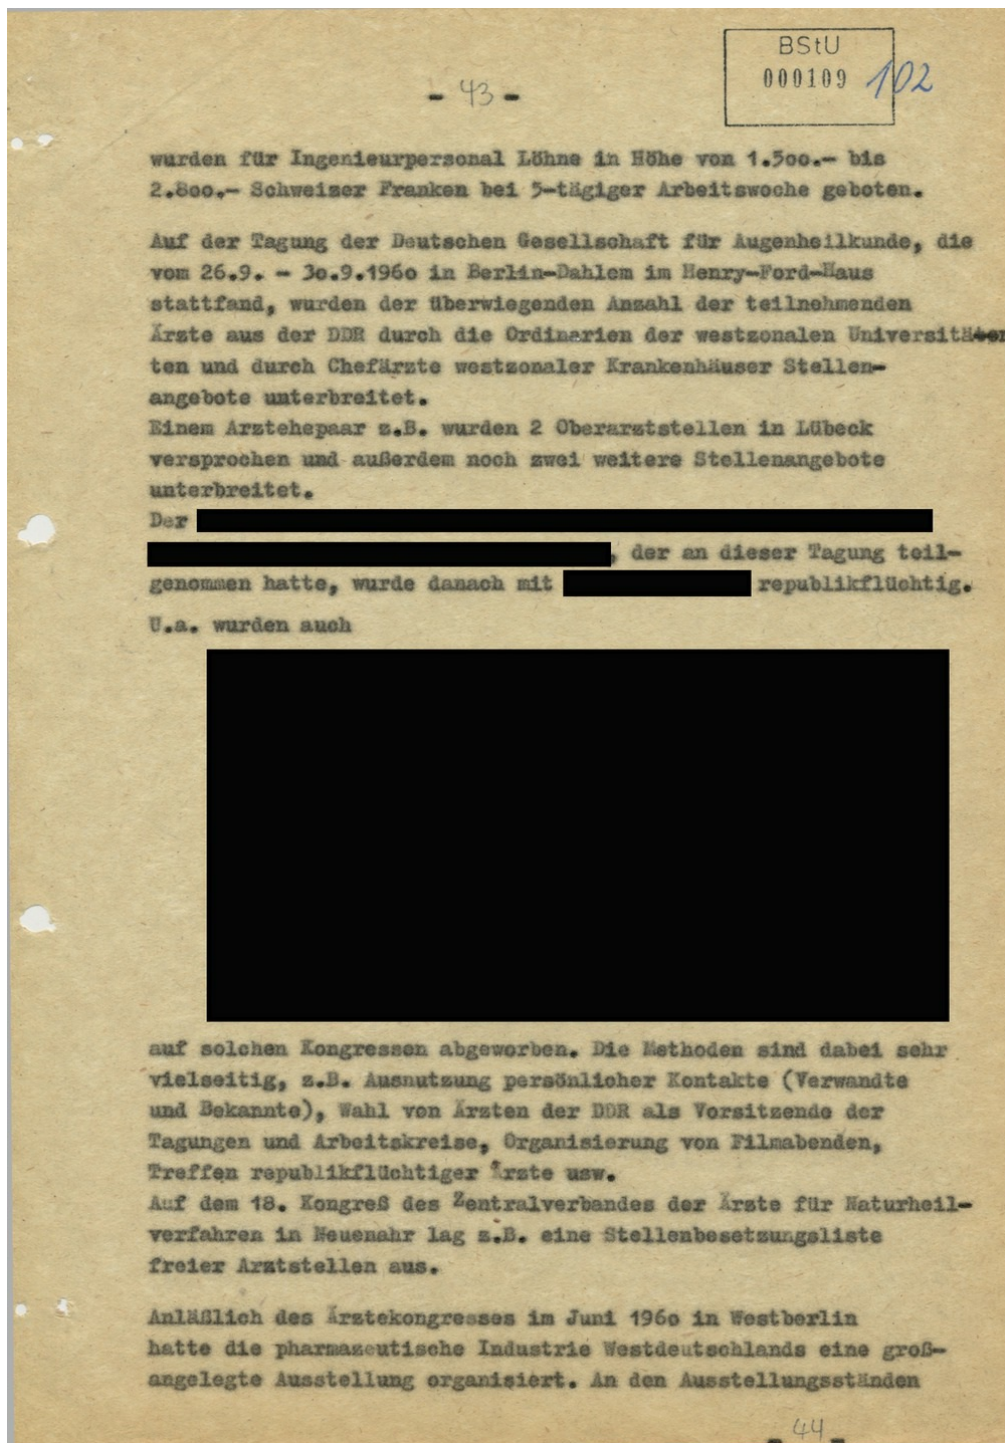 BStU
000109 102
- 43 -
wurden für Ingenieurpersonal Löhne in Höhe von 1.5oo.- bis
2.8oo.- Schweizer Franken bei 5-tägiger Arbeitswoche geboten.
Auf der Tagung der Deutschen Gesellschaft für Augenheilkunde, die
vom 26.9. - 3o.9.196o in Berlin-Dahlem im Henry-Ford-Haus
stattfand, wurden der überwiegenden Anzahl der teilnehmenden
Ärzte aus der DDR durch die Ordinarien der westzonalen Universitäten
ten und durch Chefärzte westzonaler Krankenhäuser Stellen-
angebote unterbreitet.
Einem Arztehepaar z.B. wurden 2 Oberarztstellen in Lübeck
versprochen und außerdem noch zwei weitere Stellenangebote
unterbreitet.
Der
, der an dieser Tagung teil-
genommen hatte, wurde danach mit republikflüchtig.
U.a. wurden auch
auf solchen Kongressen abgeworben. Die Methoden sind dabei sehr
vielseitig, z.B. Ausnutzung persönlicher Kontakte (Verwandte
und Bekannte), Wahl von Ärzten der DDR als Vorsitzende der
Tagungen und Arbeitskreise, Organisierung von Filmabenden,
Treffen republikflüchtiger Ärzte usw.
Auf dem 18. Kongreß des Zentralverbandes der Ärzte für Naturheil-
verfahren in Neuenahr lag z.B. eine Stellenbesetzungsliste
freier Arztstellen aus.
Anläßlich des Ärztekongresses im Juni 196o in Westberlin
hatte die pharmazeutische Industrie Westdeutschlands eine groß-
angelegte Ausstellung organisiert. An den Ausstellungsständen
- 44 -